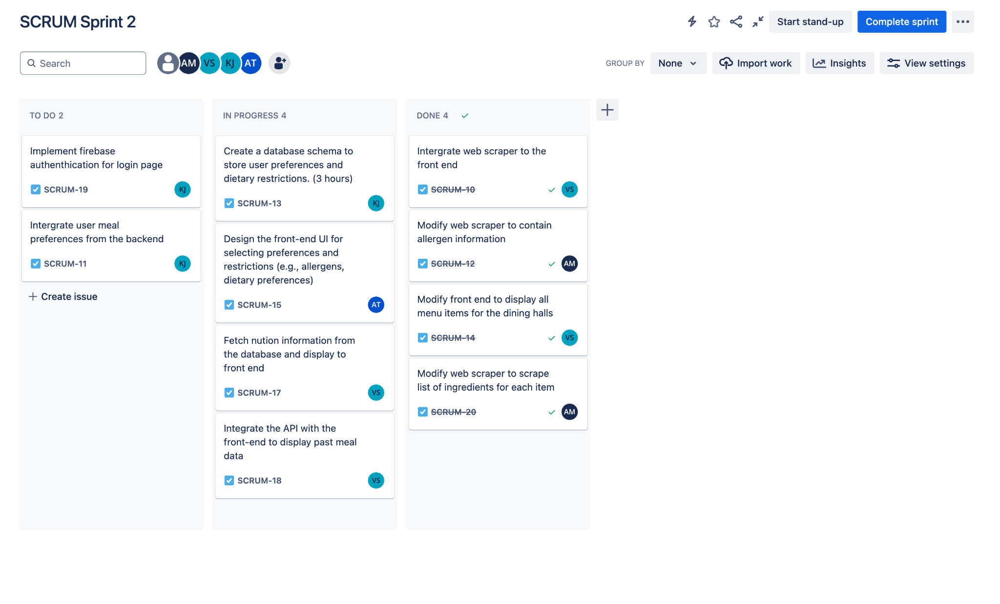 SCRUM Sprint 2
Start stand-up
Complete sprint
Search
AM
VS
KJ
AT
GROUP BY
None
Import work
Insights
View settings
TO DO 2
Implement firebase
authenthication for login page
SCRUM-19
KJ
Intergrate user meal
preferences from the backend
SCRUM-11
KJ
Create issue
IN PROGRESS 4
Create a database schema to
store user preferences and
dietary restrictions. (3 hours)
SCRUM-13
KJ
Design the front-end UI for
selecting preferences and
restrictions (e.g., allergens,
dietary preferences)
SCRUM-15
AT
Fetch nution information from
the database and display to
front end
SCRUM-17
VS
Integrate the API with the
front-end to display past meal
data
SCRUM-18
VS
DONE 4
Intergrate web scraper to the
front end
SCRUM-10
VS
Modify web scraper to contain
allergen information
SCRUM-12
AM
Modify front end to display all
menu items for the dining halls
SCRUM-14
VS
Modify web scraper to scrape
list of ingredients for each item
SCRUM-20
AM